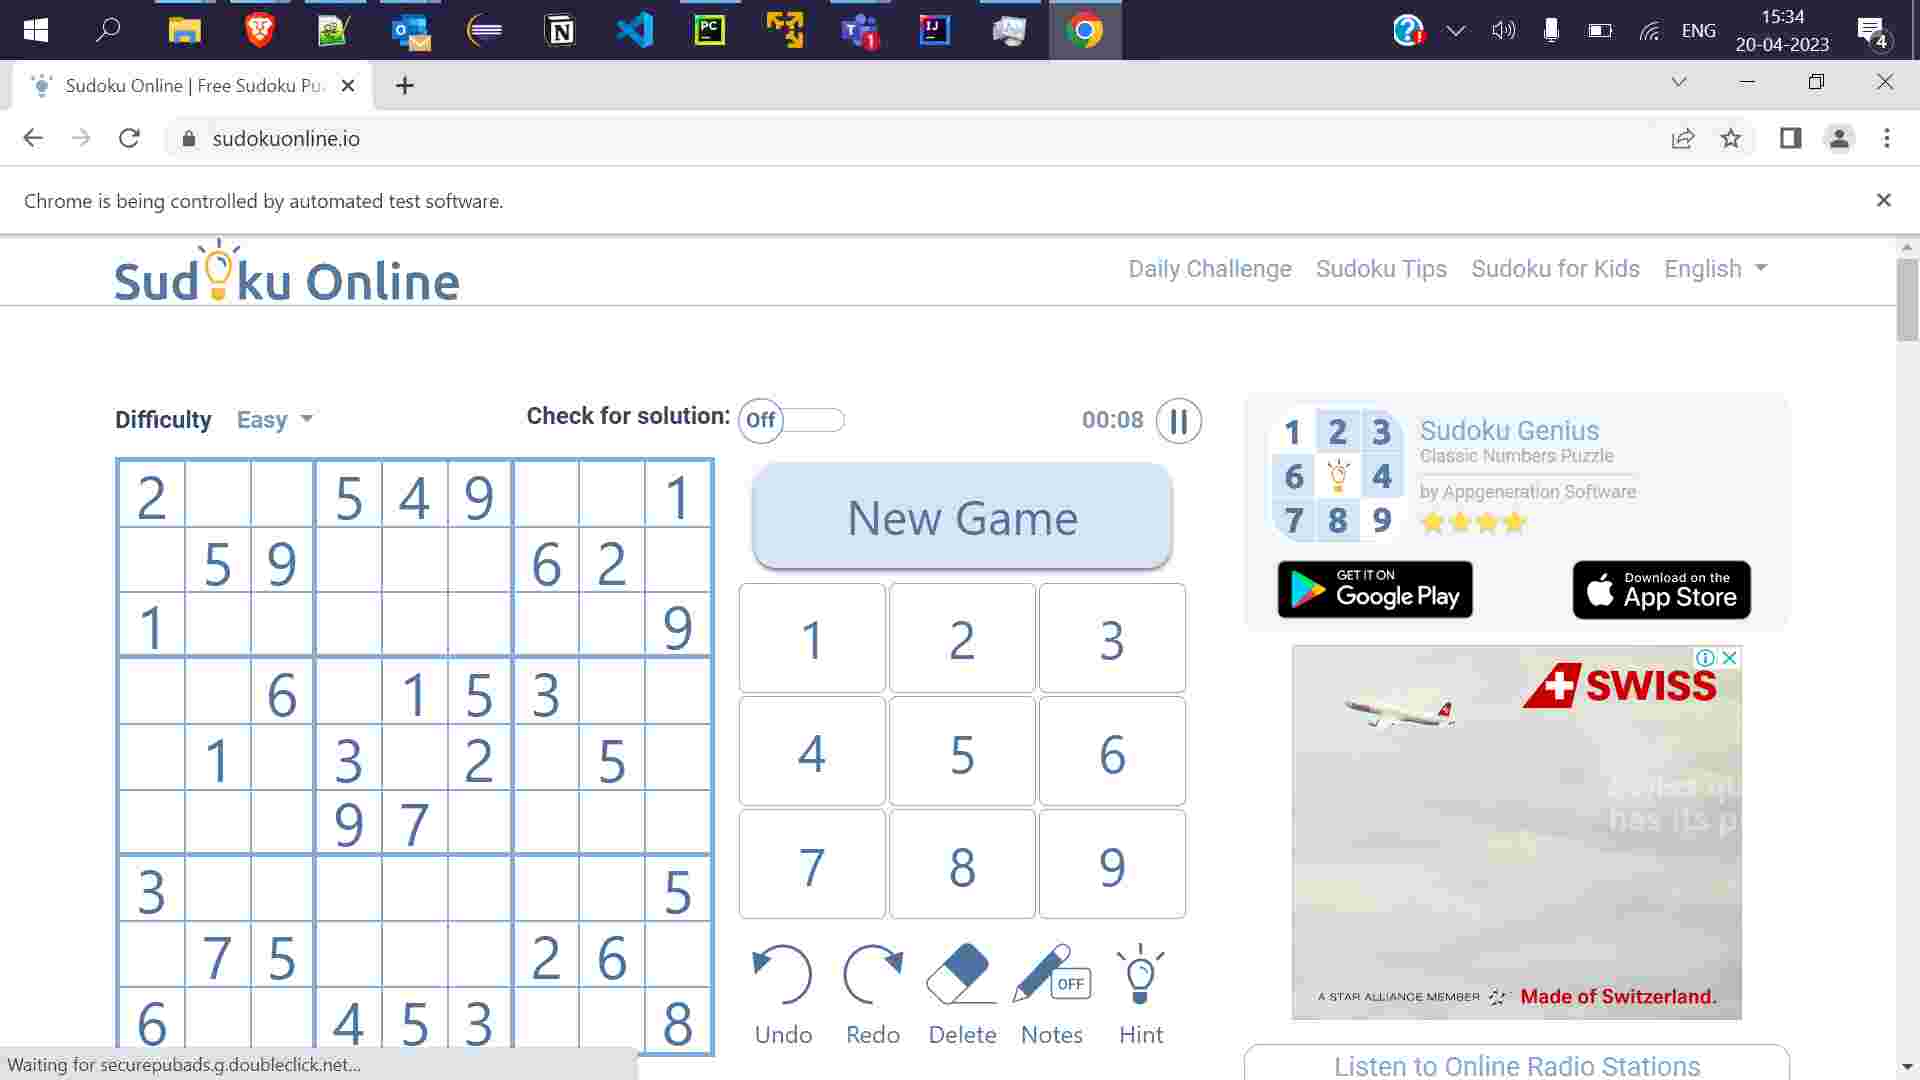 15:34
ENG
20-04-2023
4
Sudoku Online | Free Sudoku Pu
sudokuonline.io
Chrome is being controlled by automated test software.
Sudoku Online
Daily Challenge Sudoku Tips Sudoku for Kids English
Difficulty Easy Check for solution: Off 00:08
2 5 4 9 1
5 9 6 2
1 9
6 1 5 3
1 3 2 5
9 7
3 5
7 5 2 6
6 4 5 3 8
New Game
1 2 3
4 5 6
7 8 9
OFF
Undo Redo Delete Notes Hint
1 2 3
6 4
7 8 9
Sudoku Genius
Classic Numbers Puzzle
by Appgeneration Software
GET IT ON
Google Play
Download on the
App Store
SWISS
has its p
A STAR ALLIANCE MEMBER Made of Switzerland.
Listen to Online Radio Stations
Waiting for securepubads.g.doubleclick.net...